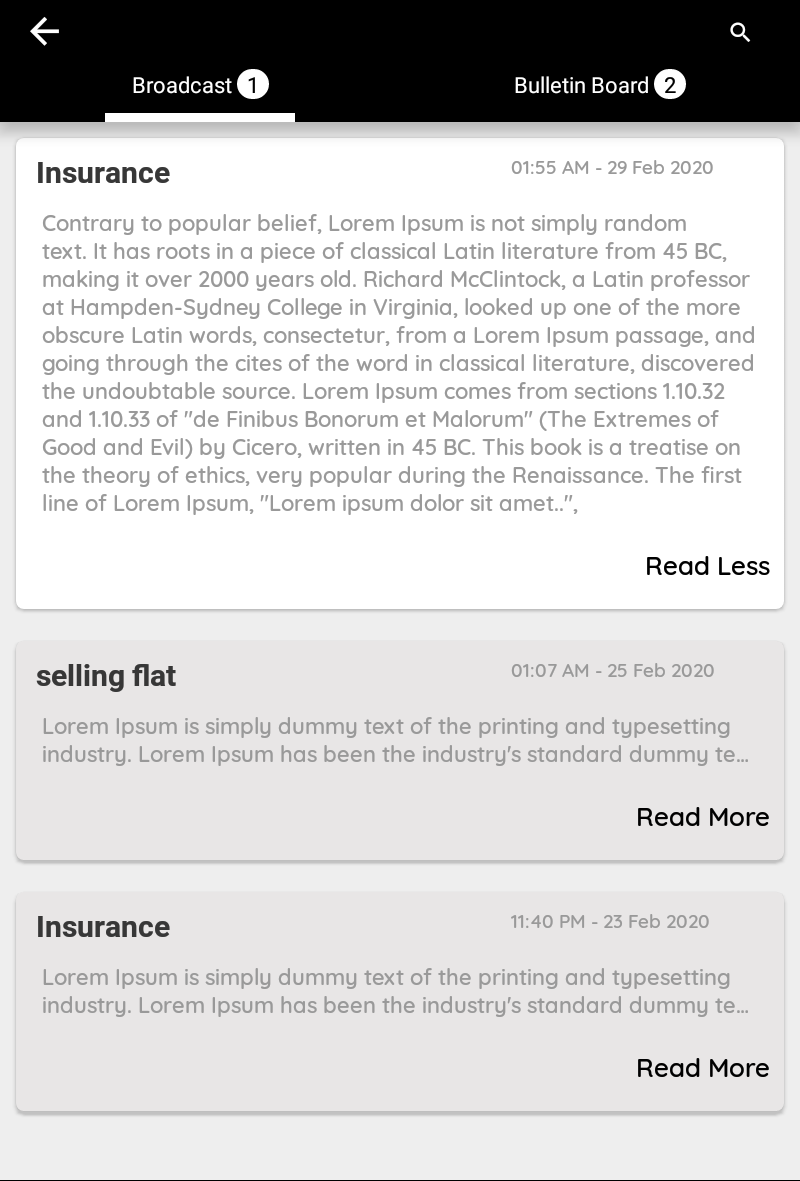 Broadcast 1 Bulletin Board 2
Insurance 01:55 AM - 29 Feb 2020
Contrary to popular belief, Lorem Ipsum is not simply random
text. It has roots in a piece of classical Latin literature from 45 BC,
making it over 2000 years old. Richard McClintock, a Latin professor
at Hampden-Sydney College in Virginia, looked up one of the more
obscure Latin words, consectetur, from a Lorem Ipsum passage, and
going through the cites of the word in classical literature, discovered
the undoubtable source. Lorem Ipsum comes from sections 1.10.32
and 1.10.33 of "de Finibus Bonorum et Malorum" (The Extremes of
Good and Evil) by Cicero, written in 45 BC. This book is a treatise on
the theory of ethics, very popular during the Renaissance. The first
line of Lorem Ipsum, "Lorem ipsum dolor sit amet..",
Read Less
selling flat 01:07 AM - 25 Feb 2020
Lorem Ipsum is simply dummy text of the printing and typesetting
industry. Lorem Ipsum has been the industry's standard dummy te…
Read More
Insurance 11:40 PM - 23 Feb 2020
Lorem Ipsum is simply dummy text of the printing and typesetting
industry. Lorem Ipsum has been the industry's standard dummy te…
Read More